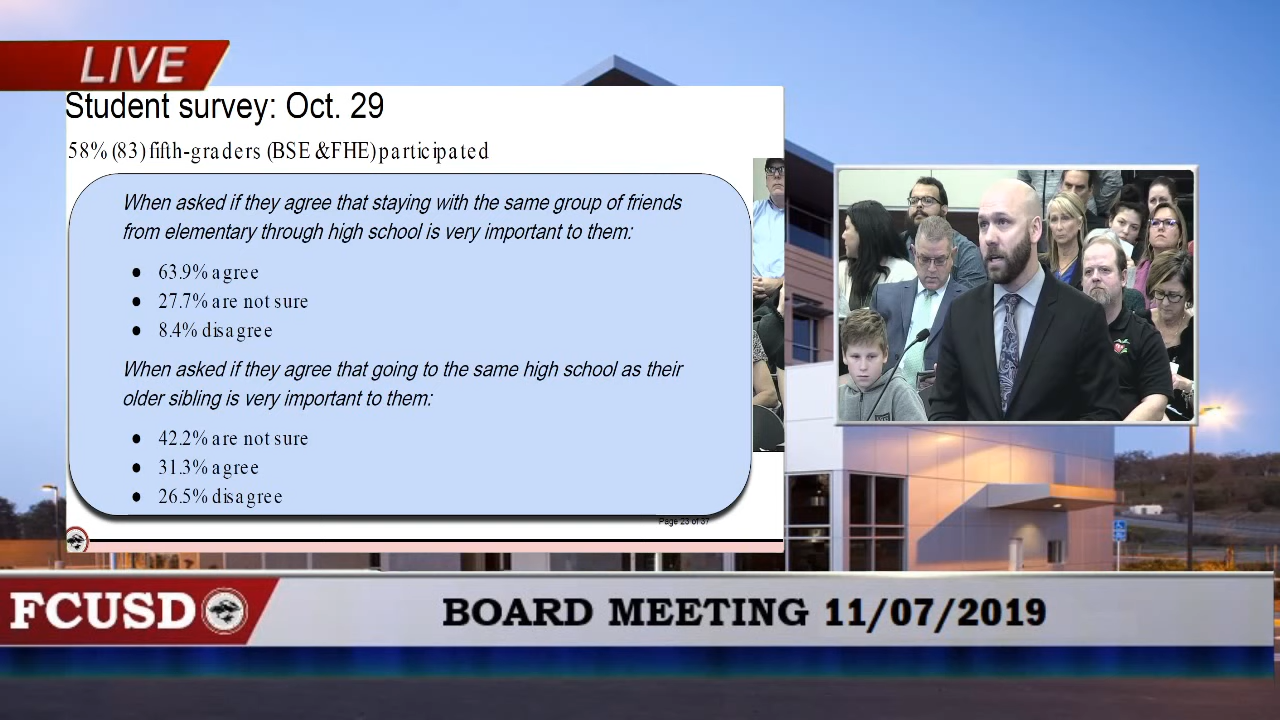 LIVE
Student survey: Oct. 29
58% (83) fifth-graders (BSE & FHE) participated
When asked if they agree that staying with the same group of friends
from elementary through high school is very important to them:
● 63.9% agree
● 27.7% are not sure
● 8.4% disagree
When asked if they agree that going to the same high school as their
older sibling is very important to them:
● 42.2% are not sure
● 31.3% agree
● 26.5% disagree
Page 23 of 37
FCUSD
BOARD MEETING 11/07/2019